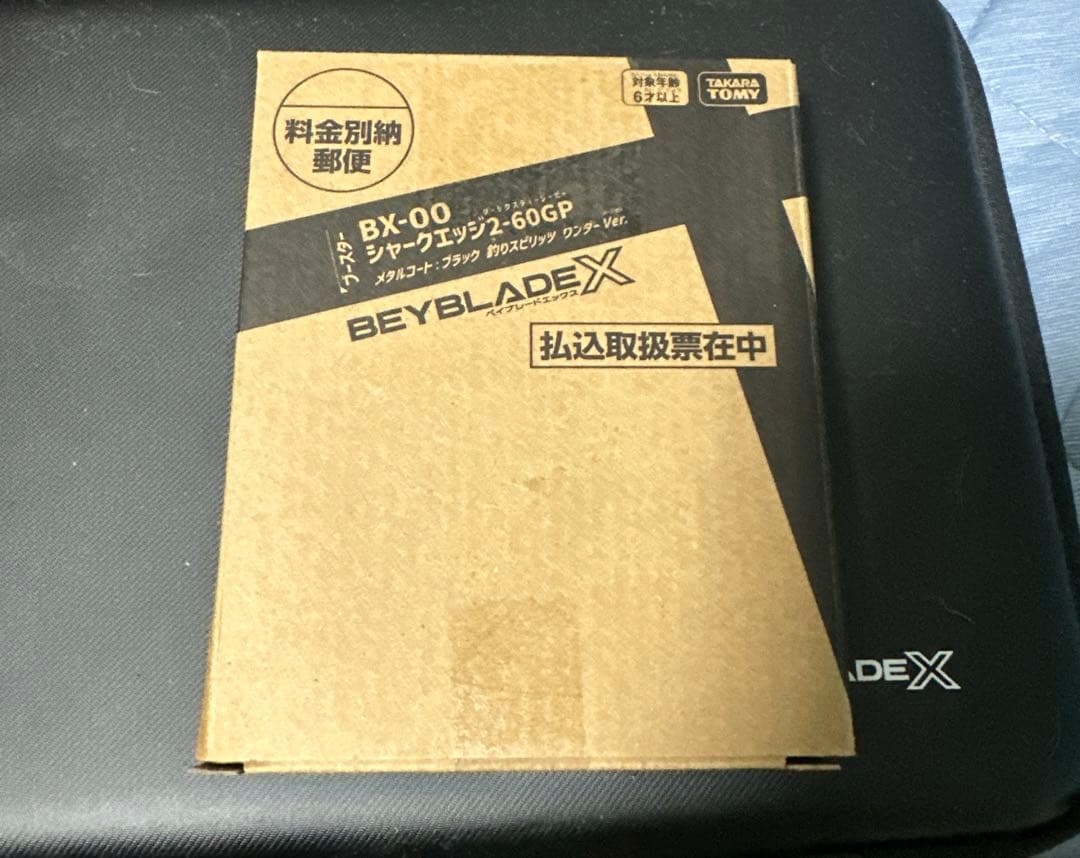 料金別納
郵便
対象年齢
6才以上
TAKARA
TOMY
ブースター
BX-00
シャークエッジ2-60GP
メタルコート:ブラック 釣りスピリッツ ワンダーVer.
BEYBLADE X
ベイブレードエックス
払込取扱票在中
ADEX